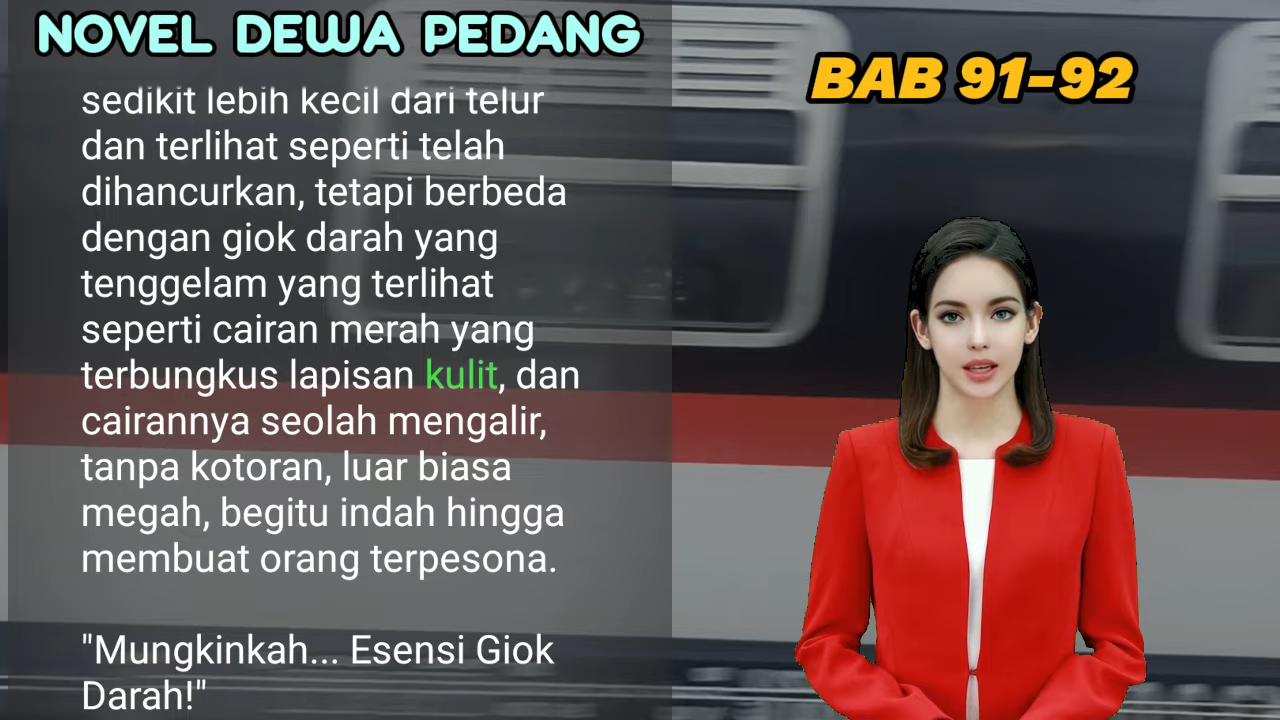 NOVEL DEWA PEDANG
BAB 91-92
sedikit lebih kecil dari telur
dan terlihat seperti telah
dihancurkan, tetapi berbeda
dengan giok darah yang
tenggelam yang terlihat
seperti cairan merah yang
terbungkus lapisan kulit, dan
cairannya seolah mengalir,
tanpa kotoran, luar biasa
megah, begitu indah hingga
membuat orang terpesona.
"Mungkinkah... Esensi Giok
Darah!"